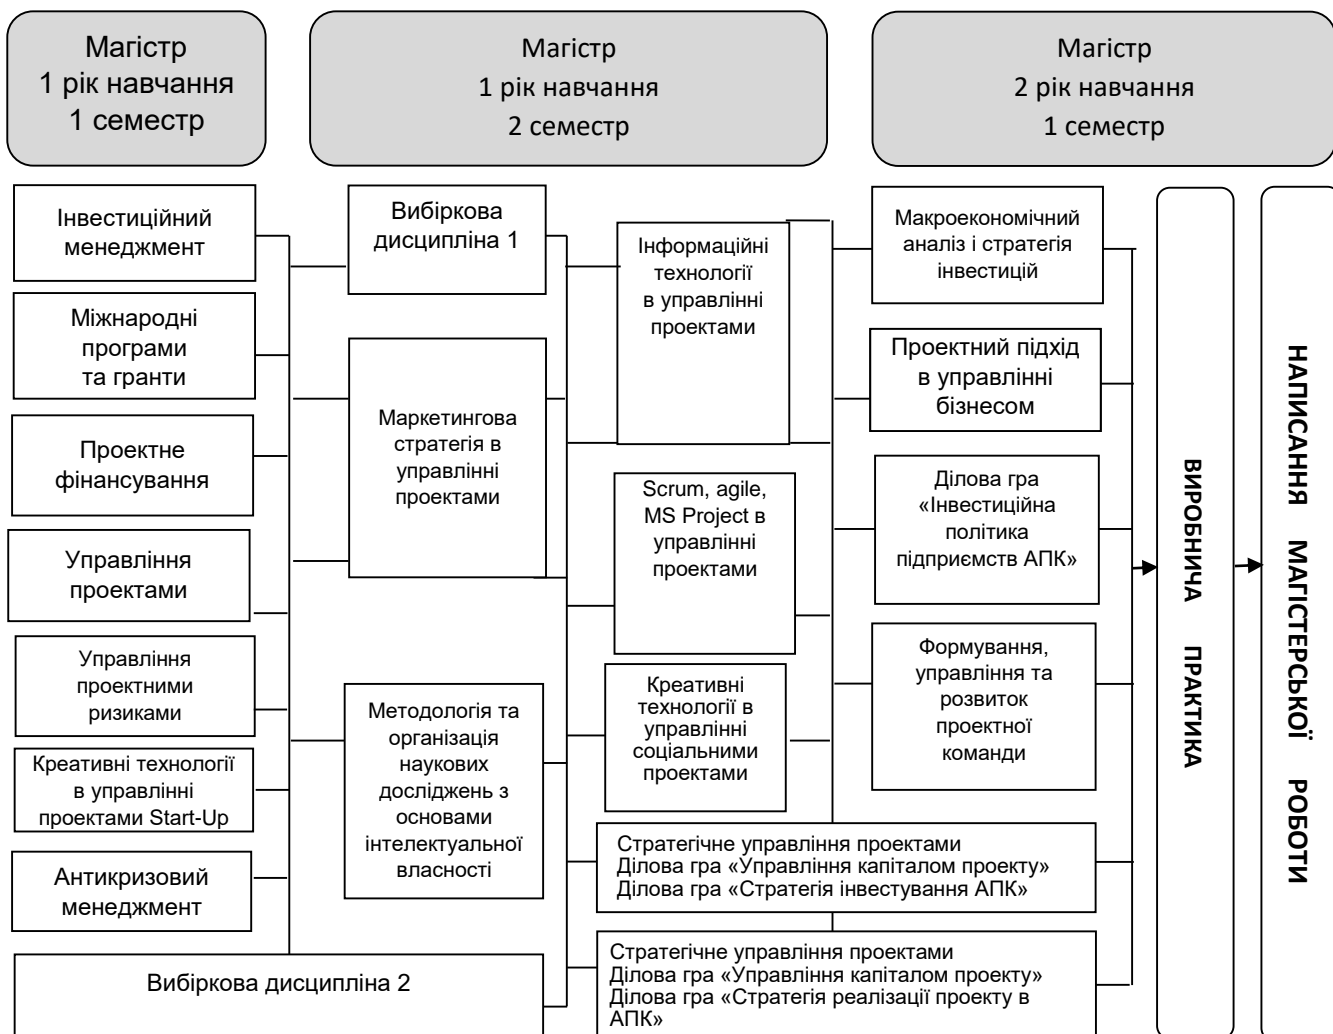 Магістр
1 рік навчання
1 семестр
Магістр
1 рік навчання
2 семестр
Магістр
2 рік навчання
1 семестр
Інвестиційний
менеджмент
Міжнародні
програми
та гранти
Проектне
фінансування
Управління
проектами
Управління
проектними
ризиками
Креативні технології
в управлінні
проектами Start-Up
Антикризовий
менеджмент
Вибіркова дисципліна 2
Вибіркова
дисципліна 1
Маркетингова
стратегія в
управлінні
проектами
Методологія та
організація
наукових
досліджень з
основами
інтелектуальної
власності
Інформаційні
технології
в управлінні
проектами
Scrum, agile,
MS Project в
управлінні
проектами
Креативні
технології в
управлінні
соціальними
проектами
Стратегічне управління проектами
Ділова гра «Управління капіталом проекту»
Ділова гра «Стратегія інвестування АПК»
Стратегічне управління проектами
Ділова гра «Управління капіталом проекту»
Ділова гра «Стратегія реалізації проекту в
АПК»
Макроекономічний
аналіз і стратегія
інвестицій
Проектний підхід
в управлінні
бізнесом
Ділова гра
«Інвестиційна
політика
підприємств АПК»
Формування,
управління та
розвиток
проектної
команди
ВИРОБНИЧА ПРАКТИКА
НАПИСАННЯ МАГІСТЕРСЬКОЇ РОБОТИ